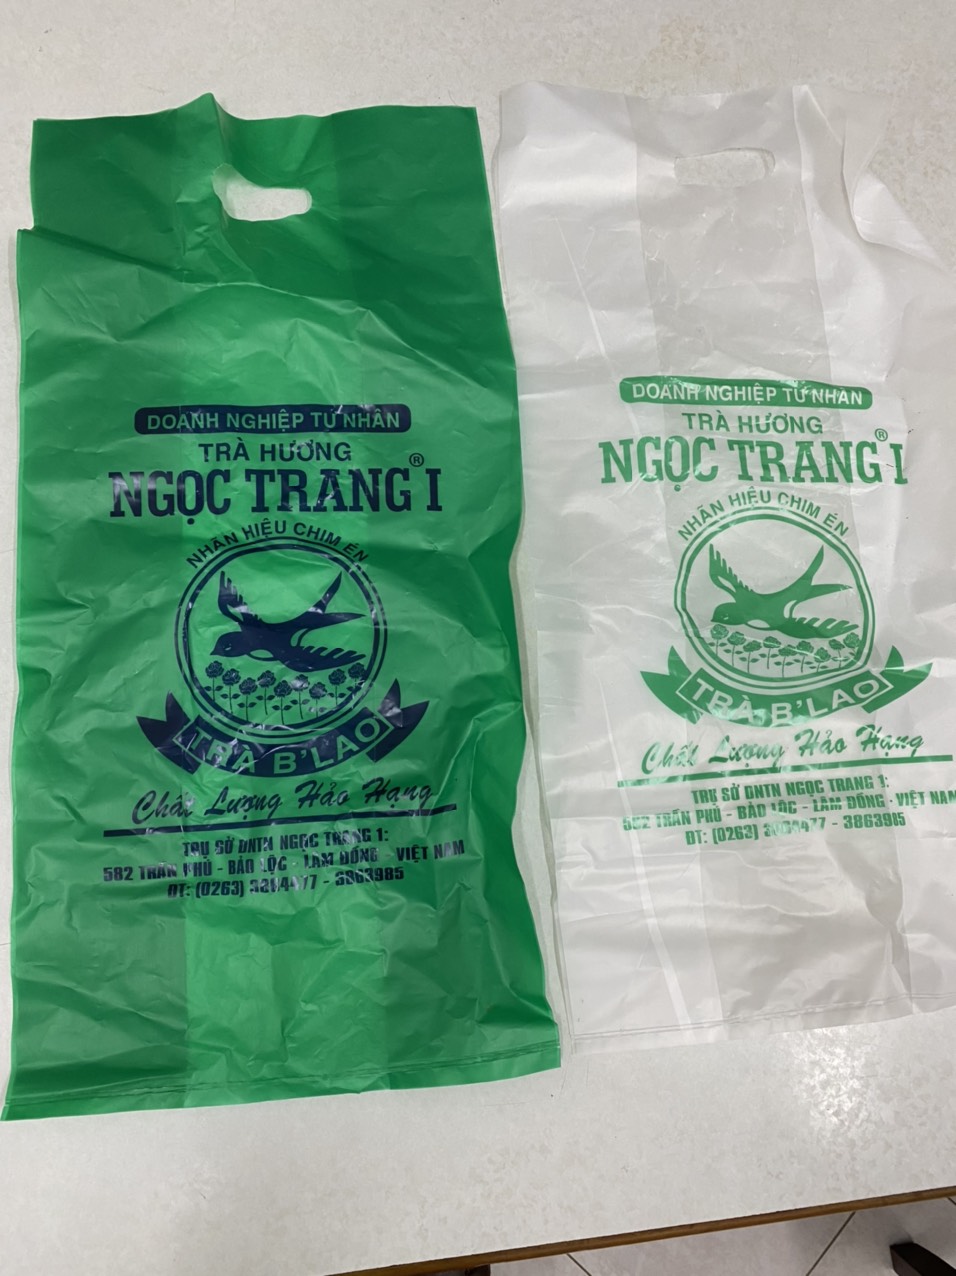 DOANH NGHIỆP TƯ NHÂN
TRÀ HƯƠNG
NGỌC TRANG I ®
NHÃN HIỆU CHIM ÉN
TRÀ B'LAO
Chất Lượng Hảo Hạng
TRỤ SỞ DNTN NGỌC TRANG 1:
582 TRẦN PHÚ - BẢO LỘC - LÂM ĐỒNG - VIỆT NAM
ĐT: (0263) - 3863985
DOANH NGHIỆP TƯ NHÂN
TRÀ HƯƠNG
NGỌC TRANG I ®
NHÃN HIỆU CHIM ÉN
TRÀ B'LAO
Chất Lượng Hảo Hạng
TRỤ SỞ DNTN NGỌC TRANG 1:
582 TRẦN PHÚ - BẢO LỘC - LÂM ĐỒNG - VIỆT NAM
ĐT: (0263) - 3863985